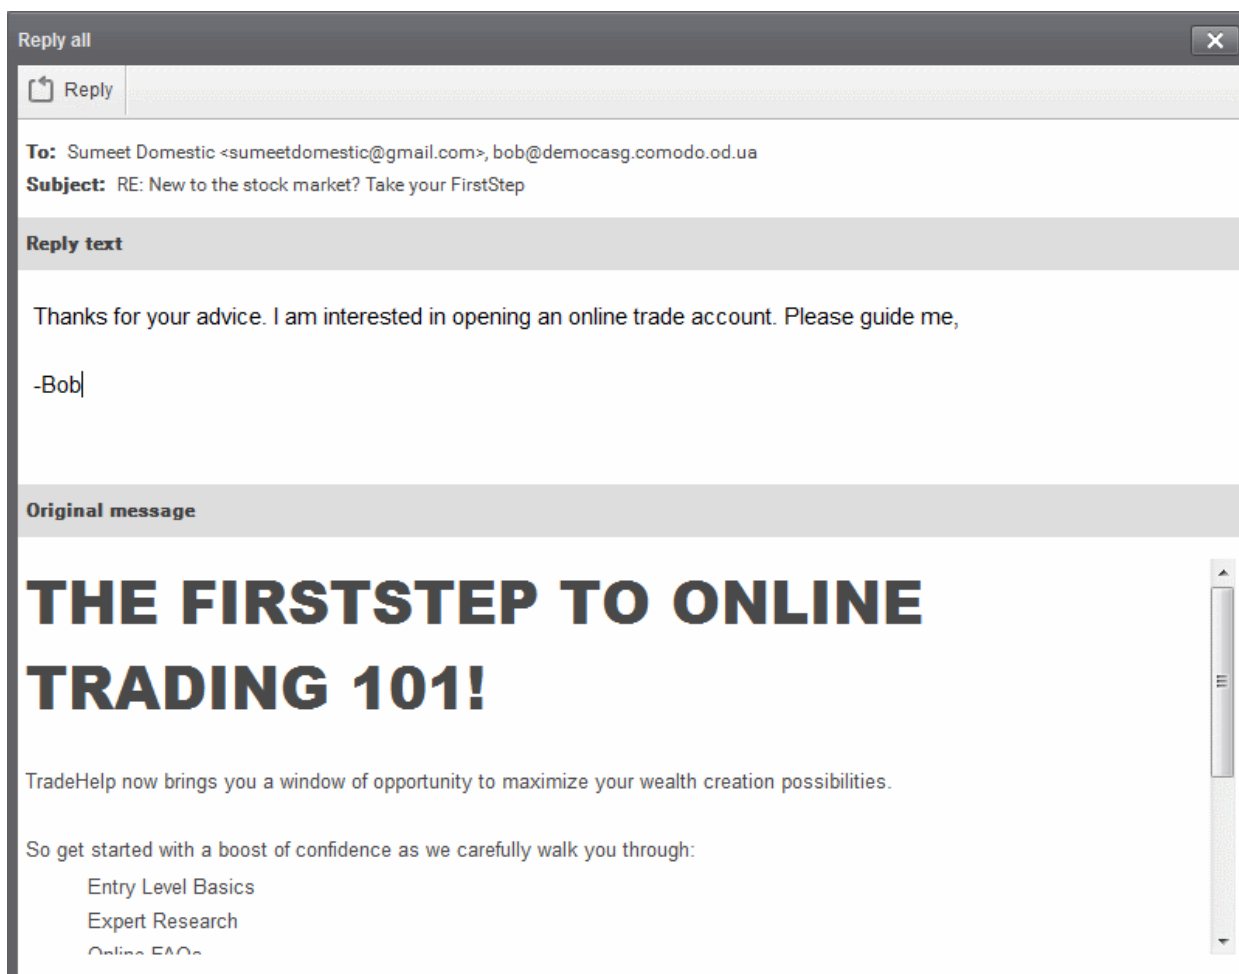 Reply all
Reply
To: Sumeet Domestic <sumeetdomestic@gmail.com>, bob@democasg.comodo.od.ua
Subject: RE: New to the stock market? Take your FirstStep
Reply text
Thanks for your advice. I am interested in opening an online trade account. Please guide me,
-Bob
Original message
THE FIRSTSTEP TO ONLINE
TRADING 101!
TradeHelp now brings you a window of opportunity to maximize your wealth creation possibilities.
So get started with a boost of confidence as we carefully walk you through:
Entry Level Basics
Expert Research
Online FAQs